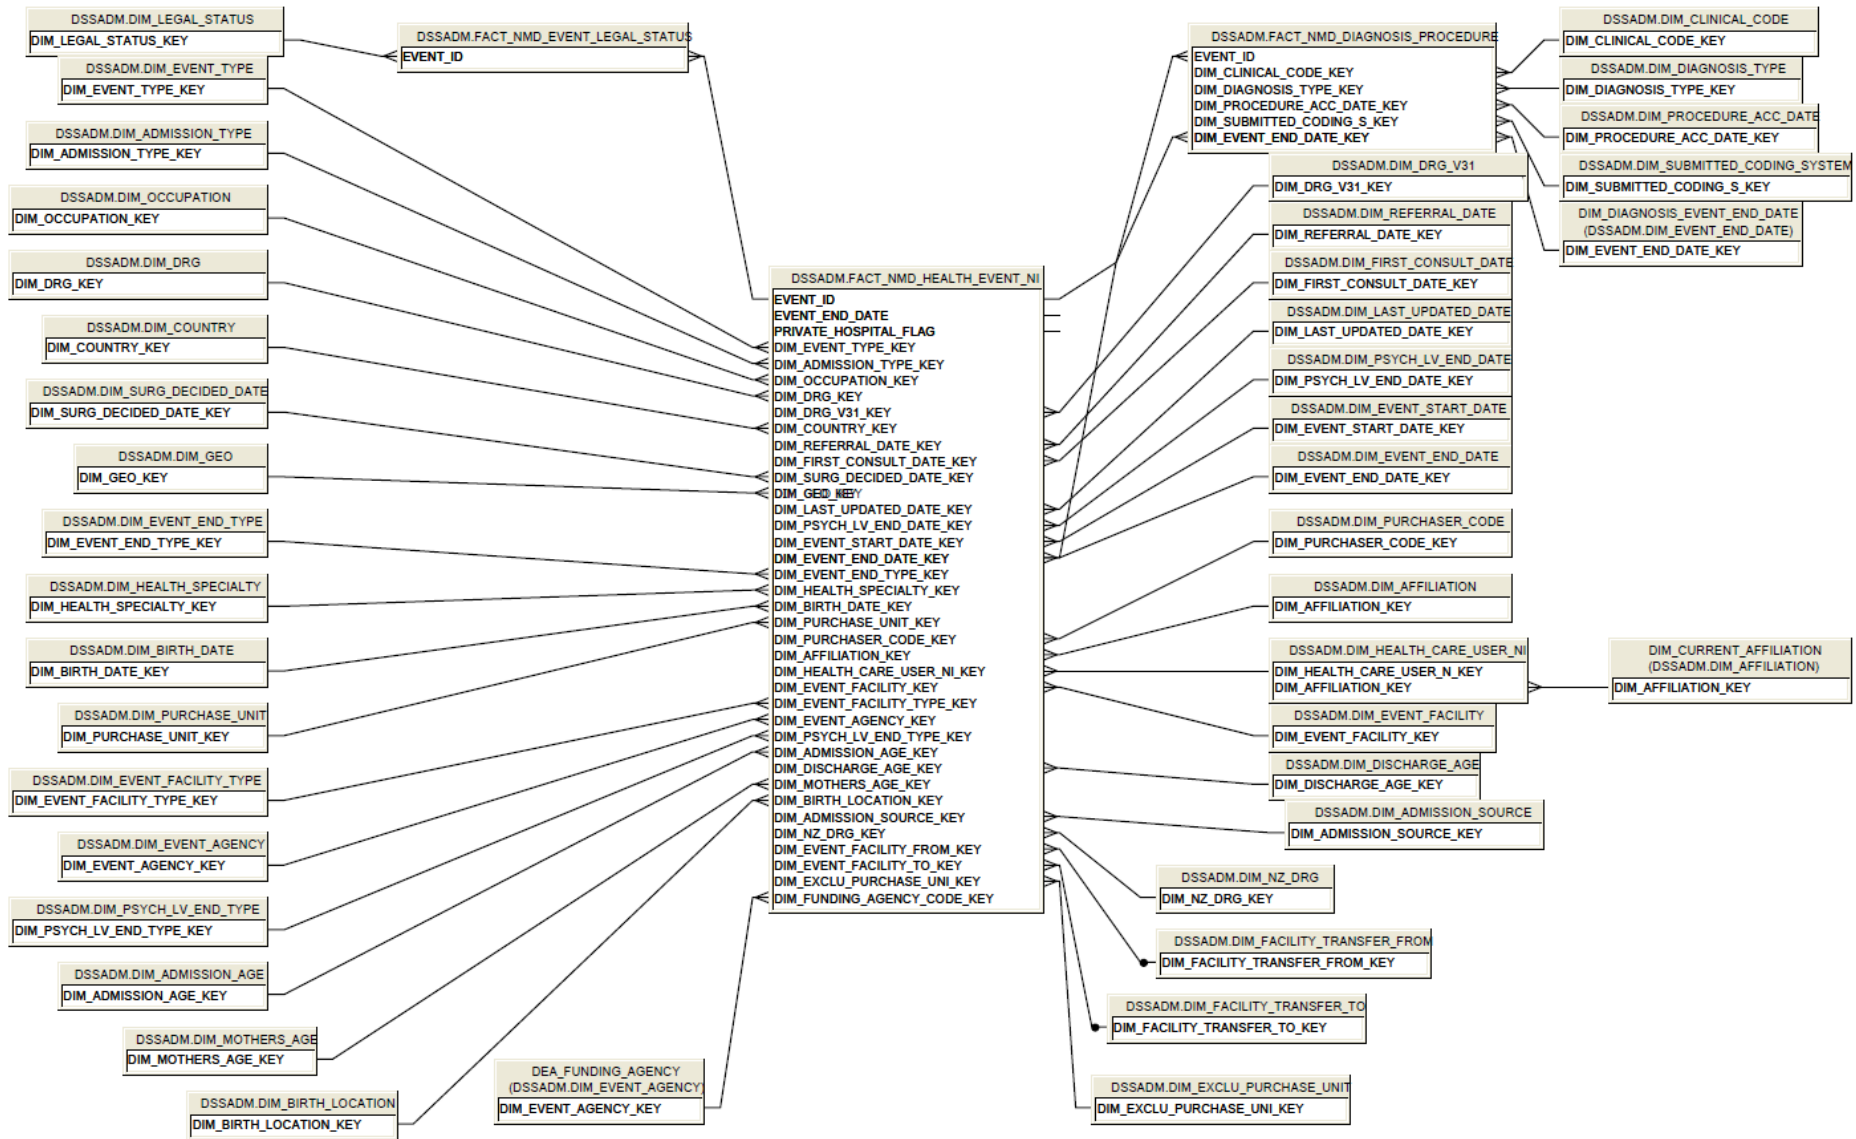 DSSADM.DIM_LEGAL_STATUS
DIM_LEGAL_STATUS_KEY
DSSADM.DIM_EVENT_TYPE
DIM_EVENT_TYPE_KEY
DSSADM.DIM_ADMISSION_TYPE
DIM_ADMISSION_TYPE_KEY
DSSADM.DIM_OCCUPATION
DIM_OCCUPATION_KEY
DSSADM.DIM_DRG
DIM_DRG_KEY
DSSADM.DIM_COUNTRY
DIM_COUNTRY_KEY
DSSADM.DIM_SURG_DECIDED_DATE
DIM_SURG_DECIDED_DATE_KEY
DSSADM.DIM_GEO
DIM_GEO_KEY
DSSADM.DIM_EVENT_END_TYPE
DIM_EVENT_END_TYPE_KEY
DSSADM.DIM_HEALTH_SPECIALTY
DIM_HEALTH_SPECIALTY_KEY
DSSADM.DIM_BIRTH_DATE
DIM_BIRTH_DATE_KEY
DSSADM.DIM_PURCHASE_UNIT
DIM_PURCHASE_UNIT_KEY
DSSADM.DIM_EVENT_FACILITY_TYPE
DIM_EVENT_FACILITY_TYPE_KEY
DSSADM.DIM_EVENT_AGENCY
DIM_EVENT_AGENCY_KEY
DSSADM.DIM_PSYCH_LV_END_TYPE
DIM_PSYCH_LV_END_TYPE_KEY
DSSADM.DIM_ADMISSION_AGE
DIM_ADMISSION_AGE_KEY
DSSADM.DIM_MOTHERS_AGE
DIM_MOTHERS_AGE_KEY
DSSADM.DIM_BIRTH_LOCATION
DIM_BIRTH_LOCATION_KEY
DSSADM.FACT_NMD_EVENT_LEGAL_STATUS
EVENT_ID
DEA_FUNDING_AGENCY
(DSSADM.DIM_EVENT_AGENCY)
DIM_EVENT_AGENCY_KEY
DSSADM.FACT_NMD_HEALTH_EVENT_NI
EVENT_ID
EVENT_END_DATE
PRIVATE_HOSPITAL_FLAG
DIM_EVENT_TYPE_KEY
DIM_ADMISSION_TYPE_KEY
DIM_OCCUPATION_KEY
DIM_DRG_KEY
DIM_DRG_V31_KEY
DIM_COUNTRY_KEY
DIM_REFERRAL_DATE_KEY
DIM_FIRST_CONSULT_DATE_KEY
DIM_SURG_DECIDED_DATE_KEY
DIM_LAST_UPDATED_DATE_KEY
DIM_PSYCH_LV_END_DATE_KEY
DIM_EVENT_START_DATE_KEY
DIM_EVENT_END_DATE_KEY
DIM_EVENT_END_TYPE_KEY
DIM_HEALTH_SPECIALTY_KEY
DIM_BIRTH_DATE_KEY
DIM_PURCHASE_UNIT_KEY
DIM_PURCHASER_CODE_KEY
DIM_AFFILIATION_KEY
DIM_HEALTH_CARE_USER_NI_KEY
DIM_EVENT_FACILITY_KEY
DIM_EVENT_FACILITY_TYPE_KEY
DIM_EVENT_AGENCY_KEY
DIM_PSYCH_LV_END_TYPE_KEY
DIM_ADMISSION_AGE_KEY
DIM_DISCHARGE_AGE_KEY
DIM_MOTHERS_AGE_KEY
DIM_BIRTH_LOCATION_KEY
DIM_ADMISSION_SOURCE_KEY
DIM_NZ_DRG_KEY
DIM_EVENT_FACILITY_FROM_KEY
DIM_EVENT_FACILITY_TO_KEY
DIM_EXCLU_PURCHASE_UNI_KEY
DIM_FUNDING_AGENCY_CODE_KEY
DSSADM.FACT_NMD_DIAGNOSIS_PROCEDURE
EVENT_ID
DIM_CLINICAL_CODE_KEY
DIM_DIAGNOSIS_TYPE_KEY
DIM_PROCEDURE_ACC_DATE_KEY
DIM_SUBMITTED_CODING_S_KEY
DIM_EVENT_END_DATE_KEY
DSSADM.DIM_DRG_V31
DIM_DRG_V31_KEY
DSSADM.DIM_REFERRAL_DATE
DIM_REFERRAL_DATE_KEY
DSSADM.DIM_FIRST_CONSULT_DATE
DIM_FIRST_CONSULT_DATE_KEY
DSSADM.DIM_LAST_UPDATED_DATE
DIM_LAST_UPDATED_DATE_KEY
DSSADM.DIM_PSYCH_LV_END_DATE
DIM_PSYCH_LV_END_DATE_KEY
DSSADM.DIM_EVENT_START_DATE
DIM_EVENT_START_DATE_KEY
DSSADM.DIM_EVENT_END_DATE
DIM_EVENT_END_DATE_KEY
DSSADM.DIM_PURCHASER_CODE
DIM_PURCHASER_CODE_KEY
DSSADM.DIM_AFFILIATION
DIM_AFFILIATION_KEY
DSSADM.DIM_HEALTH_CARE_USER_NI
DIM_HEALTH_CARE_USER_N_KEY
DIM_AFFILIATION_KEY
DSSADM.DIM_EVENT_FACILITY
DIM_EVENT_FACILITY_KEY
DSSADM.DIM_DISCHARGE_AGE
DIM_DISCHARGE_AGE_KEY
DSSADM.DIM_ADMISSION_SOURCE
DIM_ADMISSION_SOURCE_KEY
DSSADM.DIM_NZ_DRG
DIM_NZ_DRG_KEY
DSSADM.DIM_FACILITY_TRANSFER_FROM
DIM_FACILITY_TRANSFER_FROM_KEY
DSSADM.DIM_FACILITY_TRANSFER_TO
DIM_FACILITY_TRANSFER_TO_KEY
DSSADM.DIM_EXCLU_PURCHASE_UNIT
DIM_EXCLU_PURCHASE_UNI_KEY
DSSADM.DIM_CLINICAL_CODE
DIM_CLINICAL_CODE_KEY
DSSADM.DIM_DIAGNOSIS_TYPE
DIM_DIAGNOSIS_TYPE_KEY
DSSADM.DIM_PROCEDURE_ACC_DATE
DIM_PROCEDURE_ACC_DATE_KEY
DSSADM.DIM_SUBMITTED_CODING_SYSTEM
DIM_SUBMITTED_CODING_S_KEY
DIM_DIAGNOSIS_EVENT_END_DATE
(DSSADM.DIM_EVENT_END_DATE)
DIM_EVENT_END_DATE_KEY
DIM_CURRENT_AFFILIATION
(DSSADM.DIM_AFFILIATION)
DIM_AFFILIATION_KEY